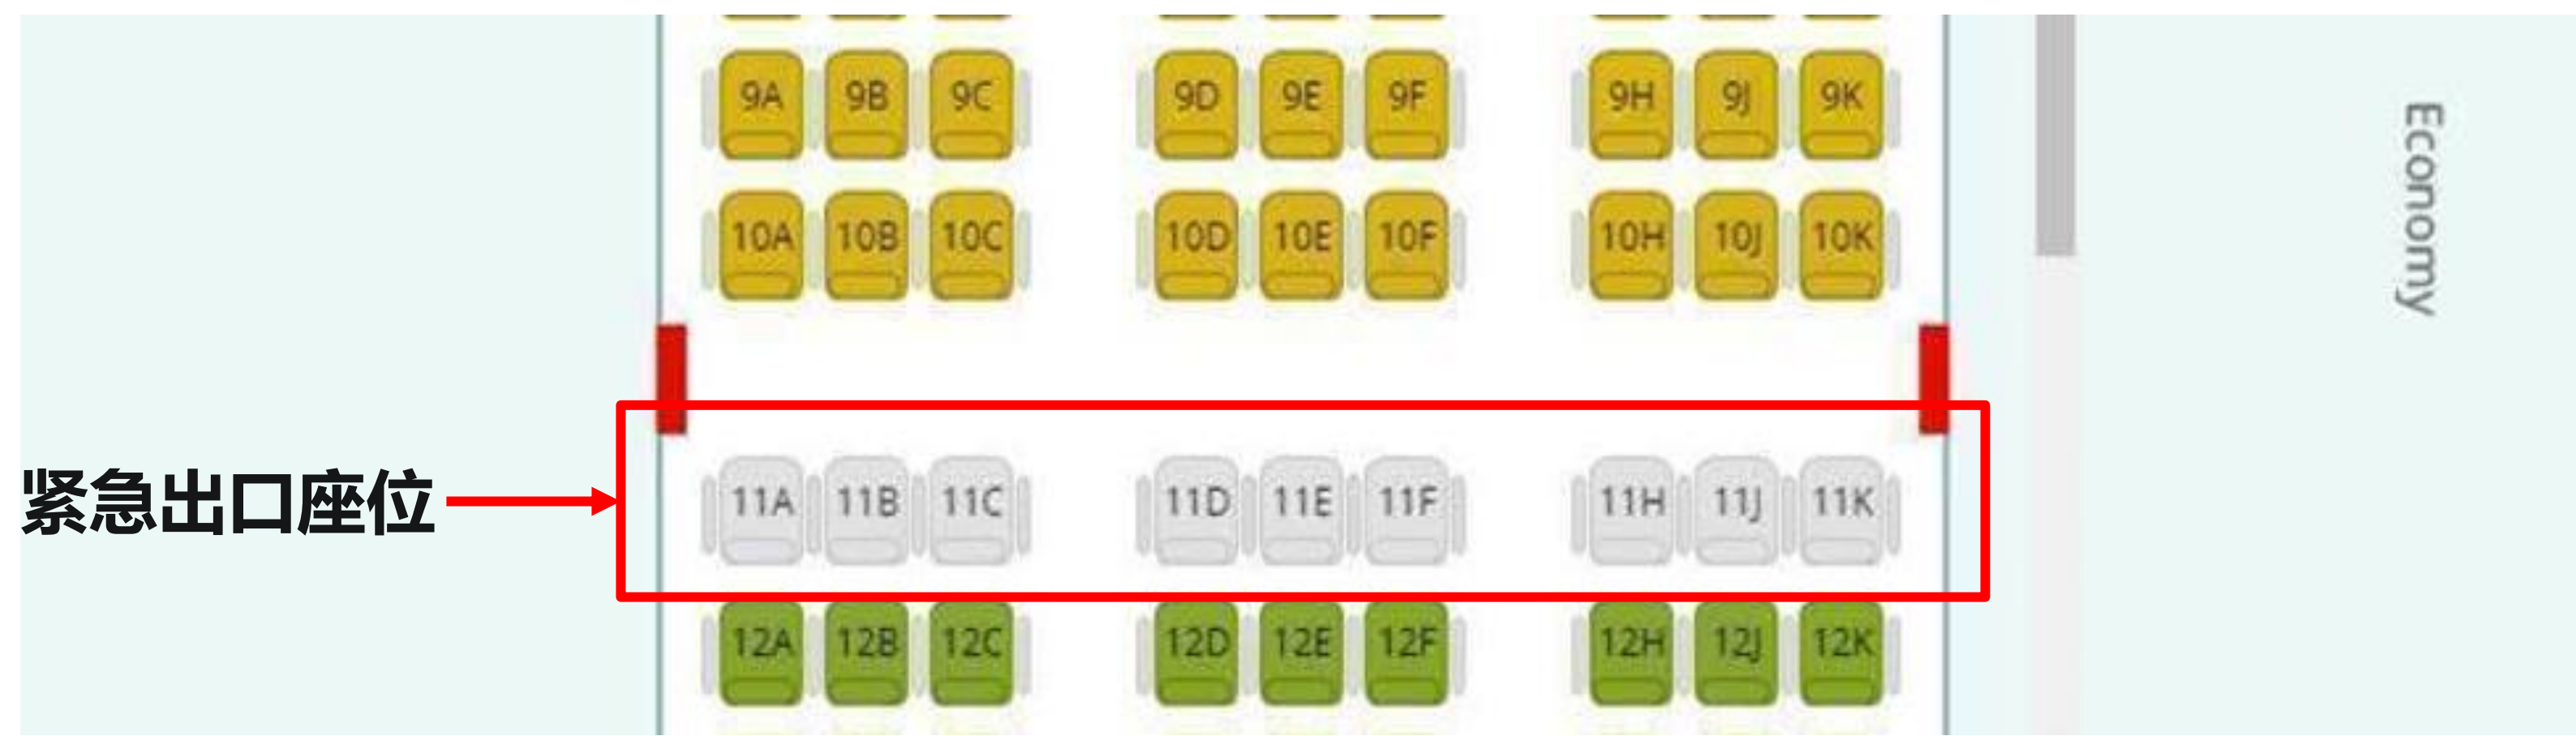 9A 9B 9C 9D 9E 9F 9H 9J 9K
Economy
10A 10B 10C 10D 10E 10F 10H 10J 10K
紧急出口座位
11A 11B 11C 11D 11E 11F 11H 11J 11K
12A 12B 12C 12D 12E 12F 12H 12J 12K